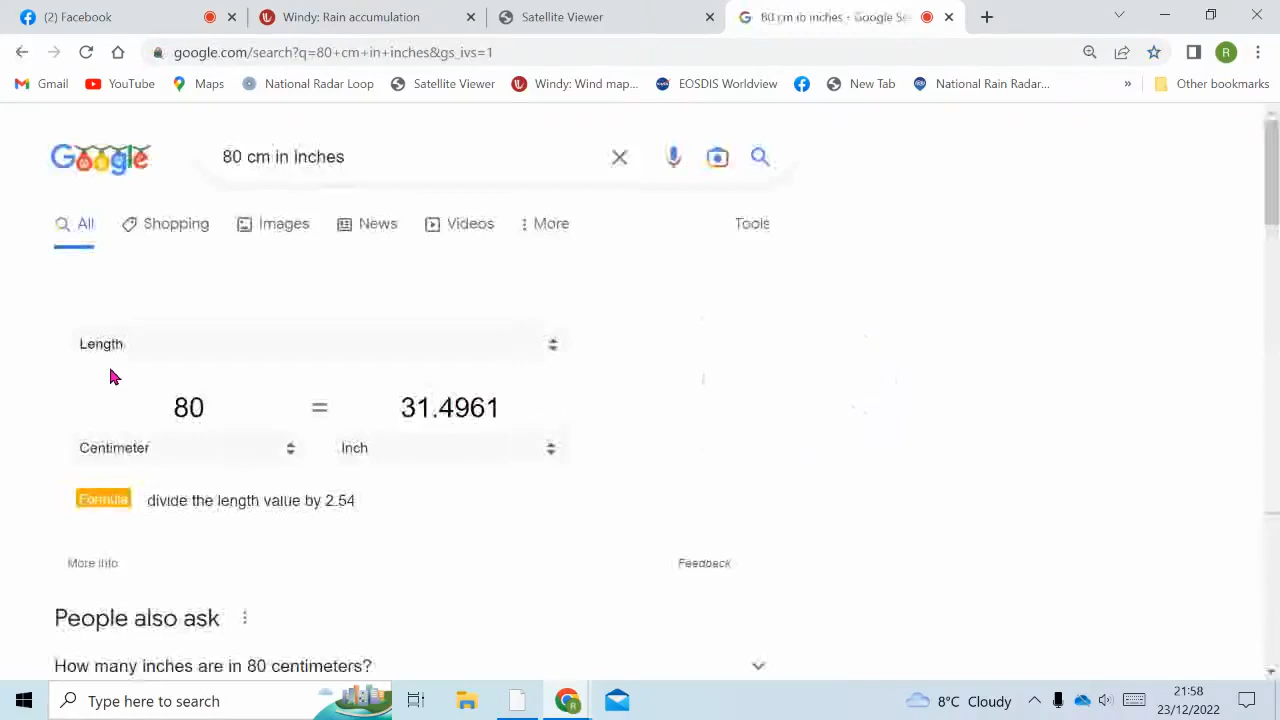 (2) Facebook
Windy: Rain accumulation
Satellite Viewer
80 cm in inches - Google Se
google.com/search?q=80+cm+in+inches&gs_ivs=1
R
Gmail
YouTube
Maps
National Radar Loop
Satellite Viewer
Windy: Wind map...
EOSDIS Worldview
New Tab
National Rain Radar...
»
Other bookmarks
Google
80 cm in inches
All
Shopping
Images
News
Videos
More
Tools
Length
80 = 31.4961
Centimeter
Inch
Formula divide the length value by 2.54
More info
Feedback
People also ask
How many inches are in 80 centimeters?
Type here to search
8°C Cloudy
21:58
23/12/2022